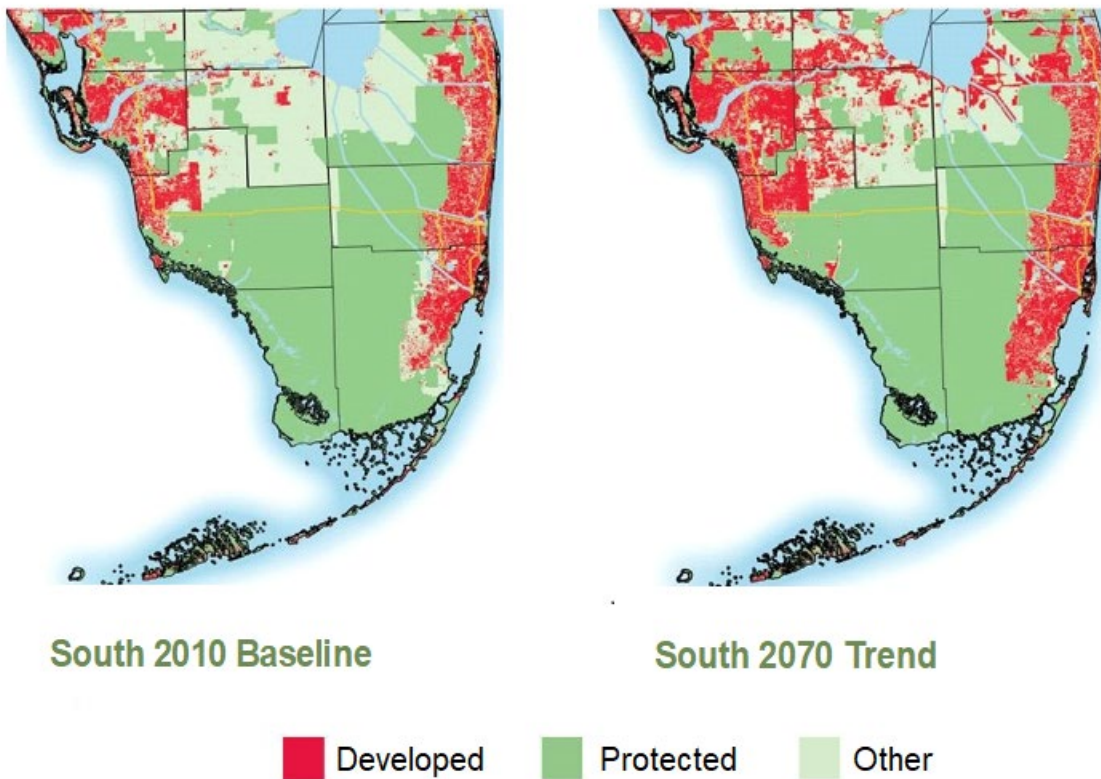 South 2010 Baseline
South 2070 Trend
Developed
Protected
Other